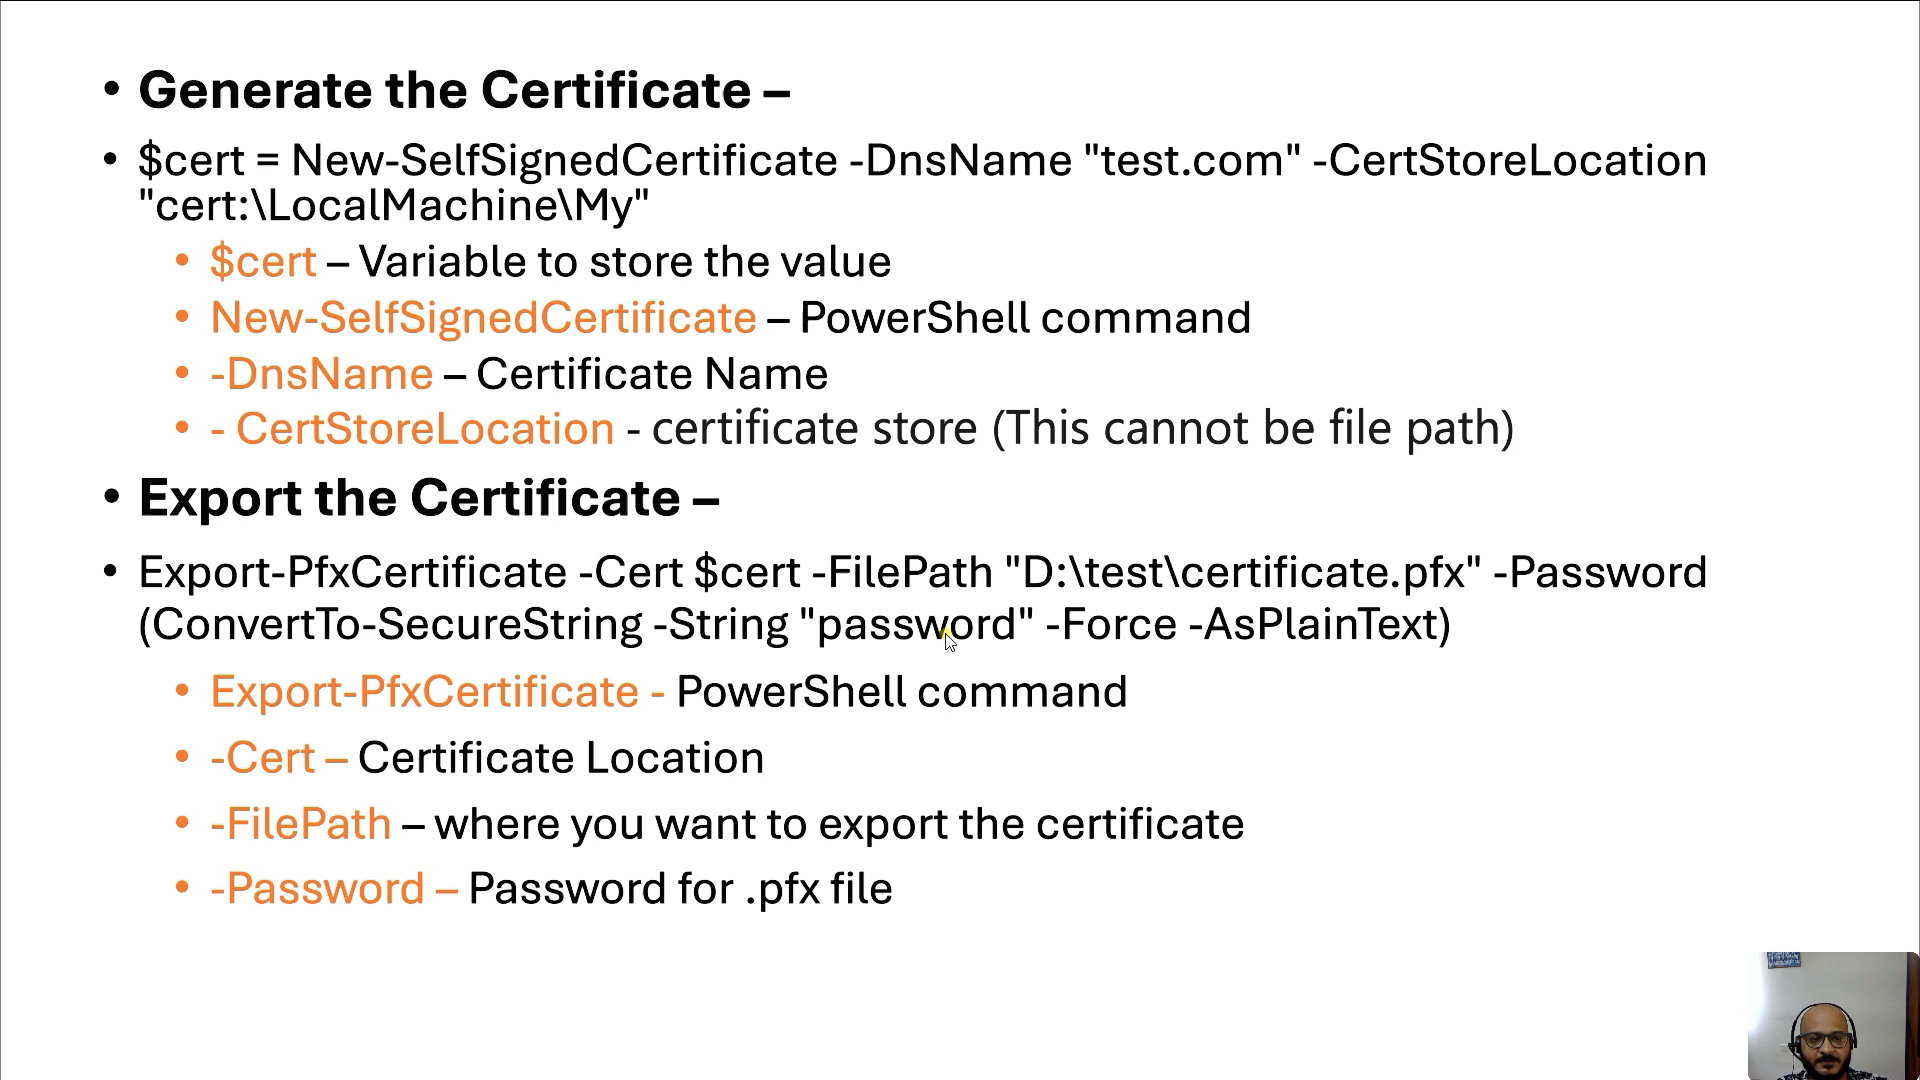 • Generate the Certificate –
• $cert = New-SelfSignedCertificate -DnsName "test.com" -CertStoreLocation
"cert:\LocalMachine\My"
• $cert – Variable to store the value
• New-SelfSignedCertificate – PowerShell command
• -DnsName – Certificate Name
• - CertStoreLocation - certificate store (This cannot be file path)
• Export the Certificate –
• Export-PfxCertificate -Cert $cert -FilePath "D:\test\certificate.pfx" -Password
(ConvertTo-SecureString -String "password" -Force -AsPlainText)
• Export-PfxCertificate - PowerShell command
• -Cert – Certificate Location
• -FilePath – where you want to export the certificate
• -Password – Password for .pfx file